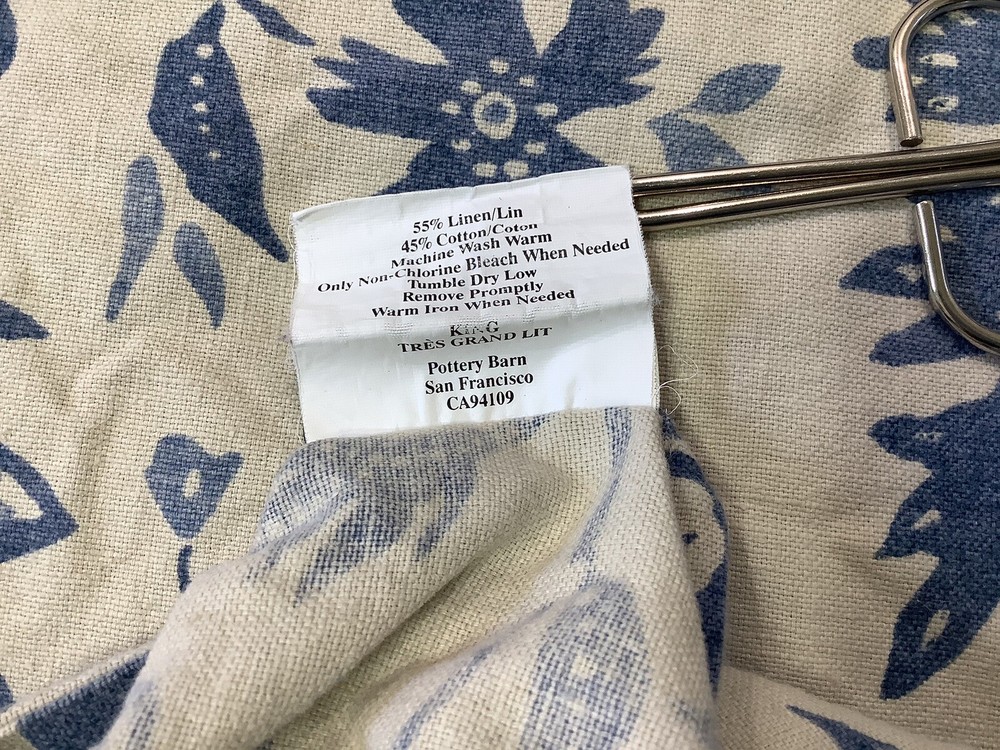 55% Linen/Lin
45% Cotton/Coton
Machine Wash Warm
Only Non-Chlorine Bleach When Needed
Tumble Dry Low
Remove Promptly
Warm Iron When Needed
KING
TRÈS GRAND LIT
Pottery Barn
San Francisco
CA94109